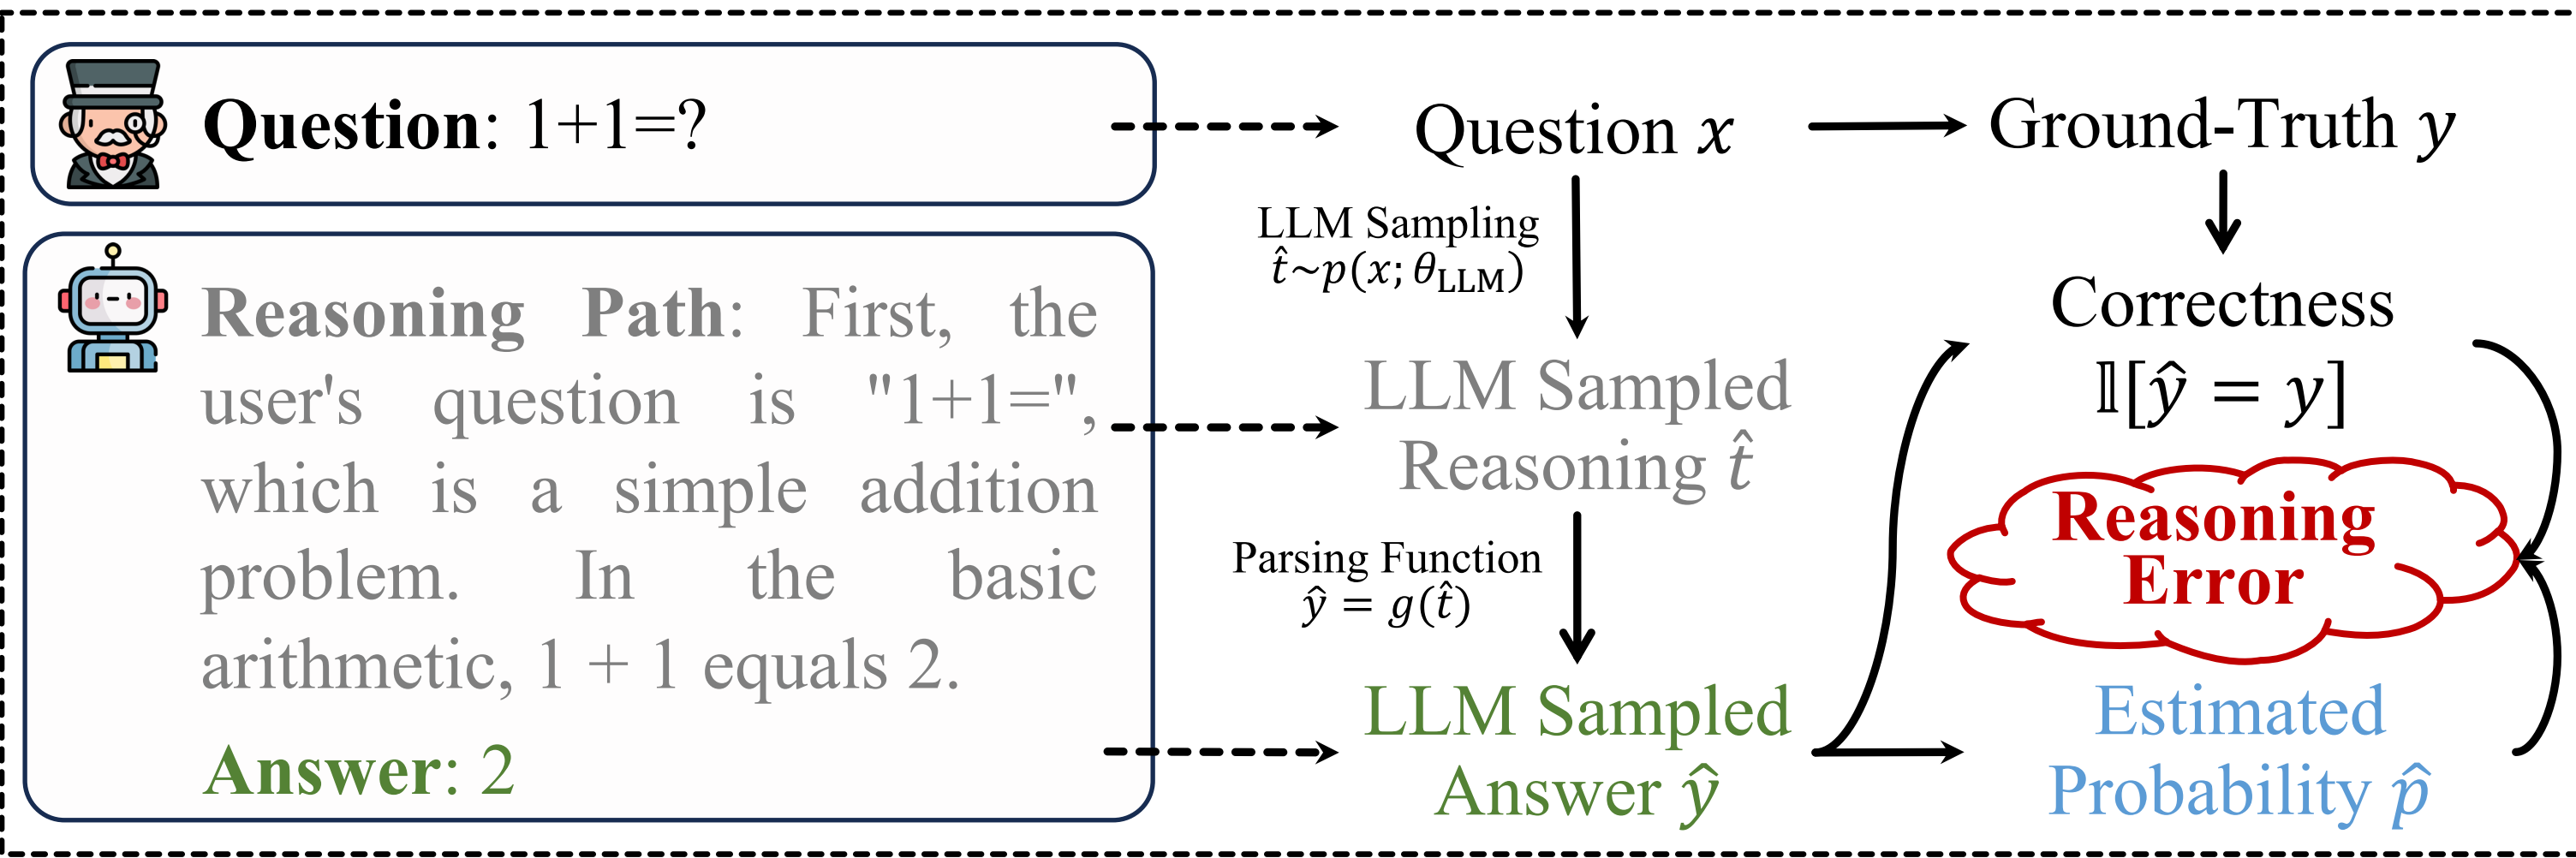 Question: 1+1=?
Reasoning Path: First, the
user's question is "1+1=",
which is a simple addition
problem. In the basic
arithmetic, 1 + 1 equals 2.
Answer: 2
Question x
Ground-Truth y
LLM Sampling
t̂~p(x; θ_LLM)
LLM Sampled
Reasoning t̂
Parsing Function
ŷ = g(t̂)
LLM Sampled
Answer ŷ
Correctness
𝕀[ŷ = y]
Reasoning
Error
Estimated
Probability p̂